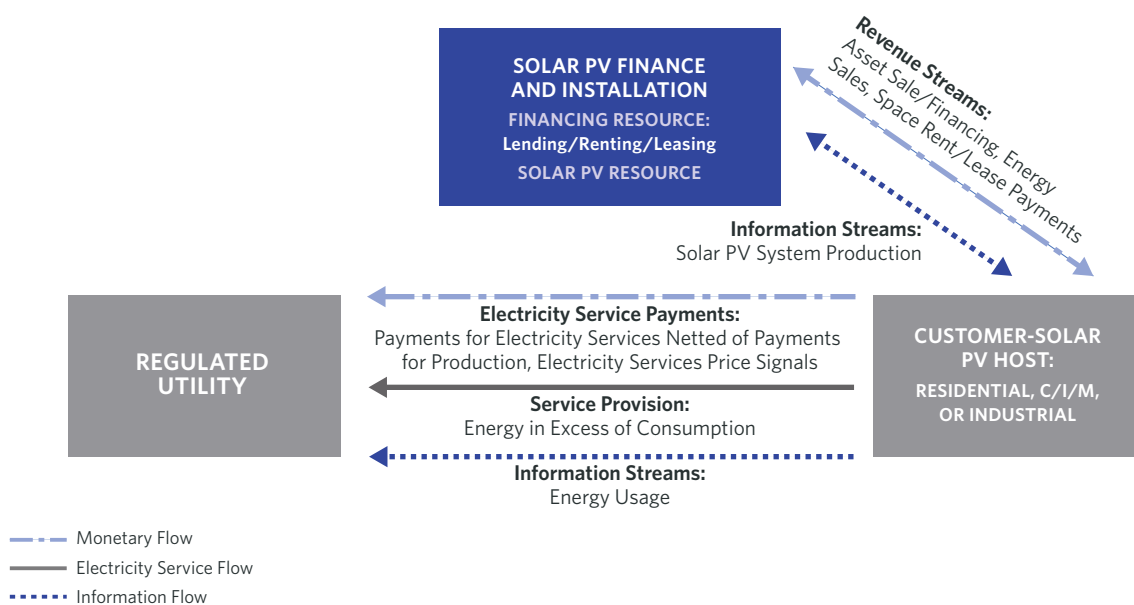 SOLAR PV FINANCE
AND INSTALLATION
FINANCING RESOURCE:
Lending/Renting/Leasing
SOLAR PV RESOURCE
Revenue Streams:
Asset Sale/Financing, Energy
Sales, Space Rent/Lease Payments
Information Streams:
Solar PV System Production
REGULATED
UTILITY
Electricity Service Payments:
Payments for Electricity Services Netted of Payments
for Production, Electricity Services Price Signals
Service Provision:
Energy in Excess of Consumption
Information Streams:
Energy Usage
CUSTOMER-SOLAR
PV HOST:
RESIDENTIAL, C/I/M,
OR INDUSTRIAL
Monetary Flow
Electricity Service Flow
Information Flow